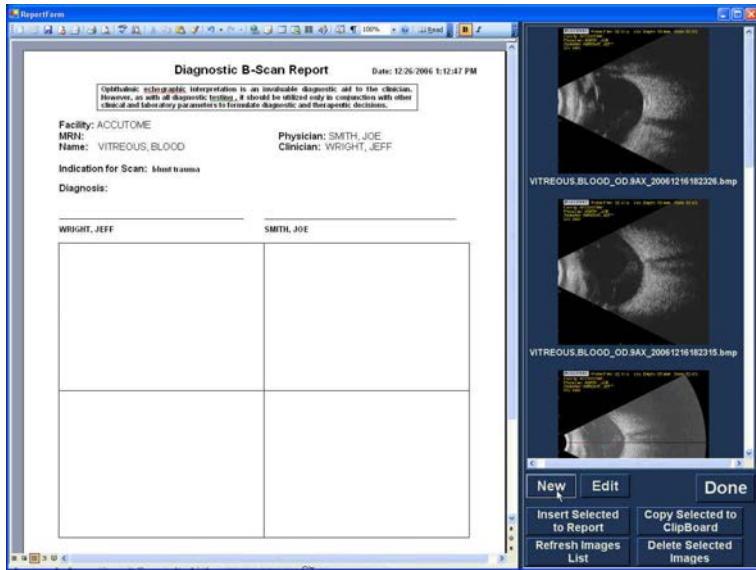 ReportForm
100%
Read
Diagnostic B-Scan Report
Date: 12/26/2006 1:12:47 PM
Ophthalmic echographic interpretation is an invaluable diagnostic aid to the clinician.
However, as with all diagnostic testing , it should be utilized only in conjunction with other
clinical and laboratory parameters to formulate diagnostic and therapeutic decisions.
Facility: ACCUTOME
MRN:
Physician: SMITH, JOE
Name: VITREOUS, BLOOD
Clinician: WRIGHT, JEFF
Indication for Scan: blunt trauma
Diagnosis:
WRIGHT, JEFF
SMITH, JOE
VITREOUS,BLOOD_OD.9AX_20061216182326.bmp
VITREOUS,BLOOD_OD.9AX_20061216182315.bmp
New
Edit
Done
Insert Selected
to Report
Copy Selected to
ClipBoard
Refresh Images
List
Delete Selected
Images